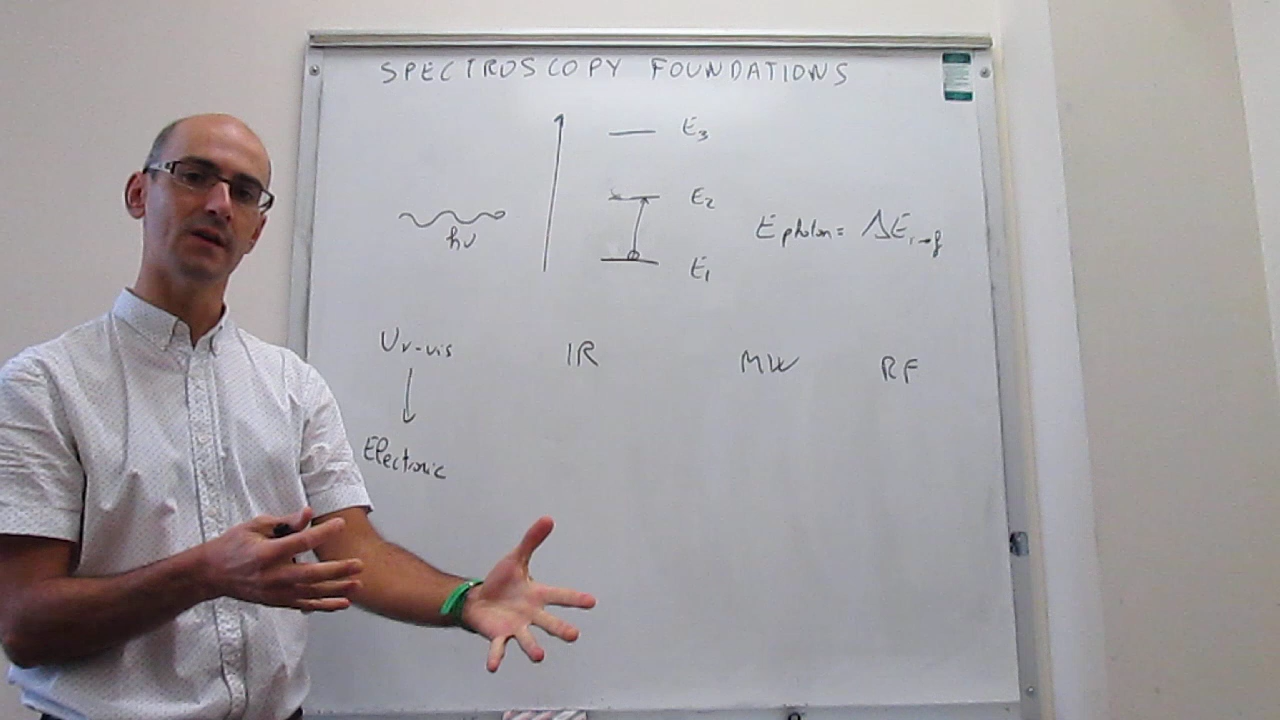 SPECTROSCOPY FOUNDATIONS
E3
E2
hν
E photon = ΔE i→f
E1
Uv-vis IR MW RF
Electronic